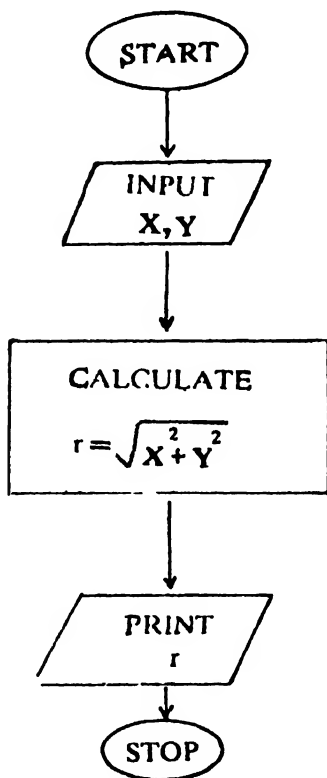 START
INPUT
X, Y
CALCULATE
r = √X² + Y²
PRINT
r
STOP